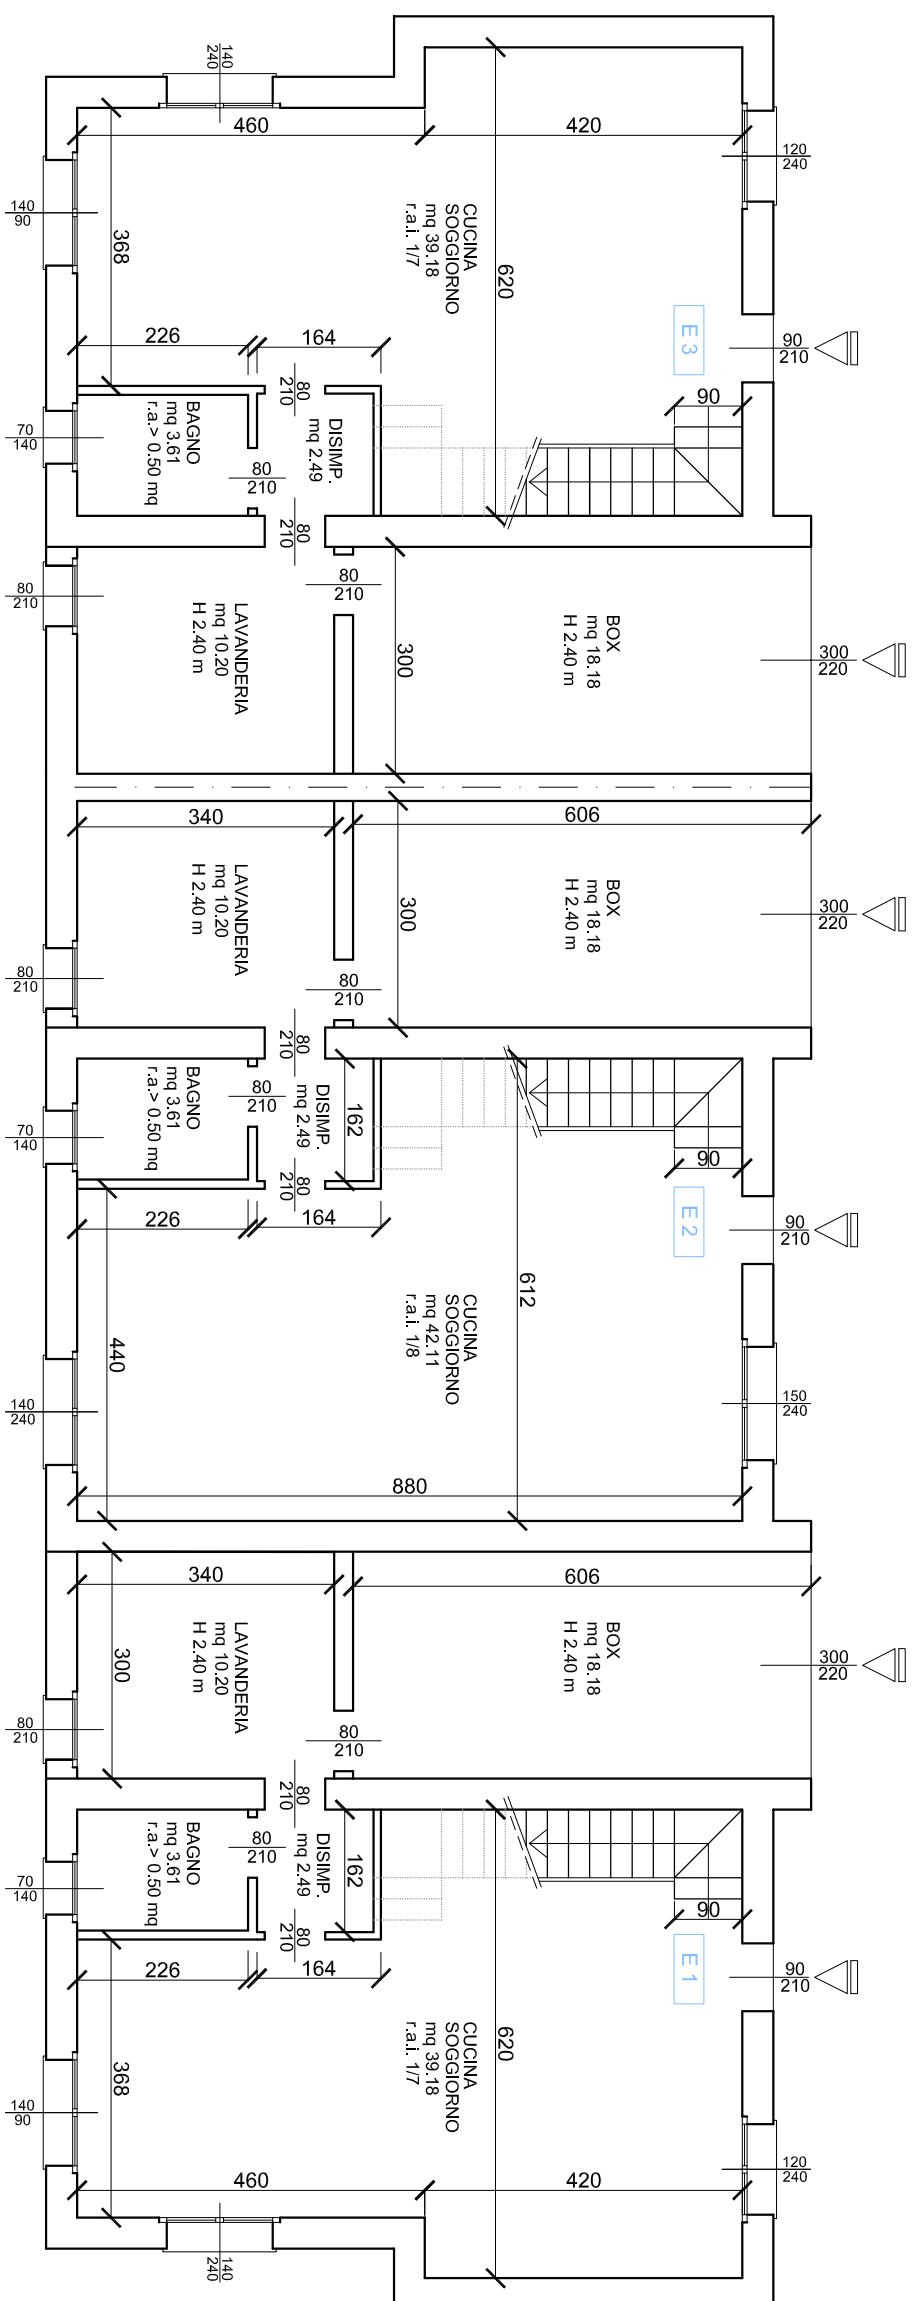 140
240
460
420
120
240
140
90
368
CUCINA
SOGGIORNO
mq 39.18
r.a.i. 1/7
620
E 3
90
210
226
164
90
80
210
BAGNO
mq 3.61
r.a.> 0.50 mq
DISIMP.
mq 2.49
70
140
80
210
80
210
80
210
80
210
LAVANDERIA
mq 10.20
H 2.40 m
300
BOX
mq 18.18
H 2.40 m
300
220
340
606
LAVANDERIA
mq 10.20
H 2.40 m
300
BOX
mq 18.18
H 2.40 m
300
220
80
210
80
210
80
210
BAGNO
mq 3.61
r.a.> 0.50 mq
80
210
DISIMP.
mq 2.49
162
70
140
90
80
210
226
164
E 2
90
210
612
CUCINA
SOGGIORNO
mq 42.11
r.a.i. 1/8
440
140
240
150
240
880
340
606
LAVANDERIA
mq 10.20
H 2.40 m
300
BOX
mq 18.18
H 2.40 m
300
220
80
210
80
210
80
210
BAGNO
mq 3.61
r.a.> 0.50 mq
80
210
DISIMP.
mq 2.49
162
70
140
90
80
210
226
164
E 1
90
210
CUCINA
SOGGIORNO
mq 39.18
r.a.i. 1/7
620
368
140
90
120
240
460
420
140
240